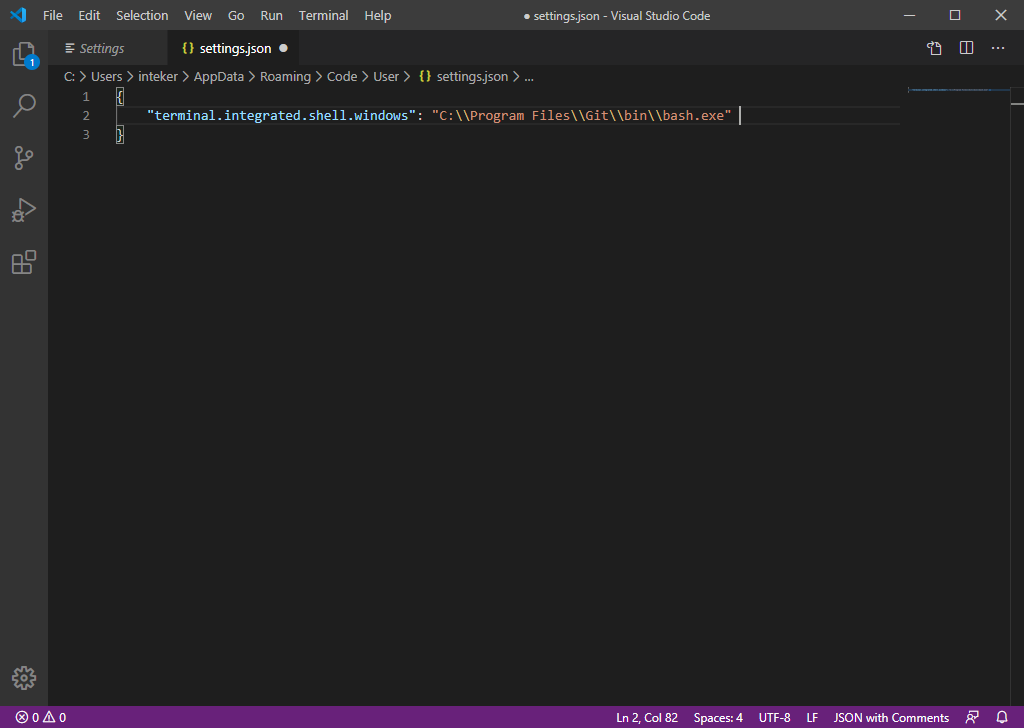 File Edit Selection View Go Run Terminal Help ● settings.json - Visual Studio Code
Settings {} settings.json ●
C: > Users > inteker > AppData > Roaming > Code > User > {} settings.json > ...
1 {
2 "terminal.integrated.shell.windows": "C:\\Program Files\\Git\\bin\\bash.exe"
3 }
1
0 0 Ln 2, Col 82 Spaces: 4 UTF-8 LF JSON with Comments